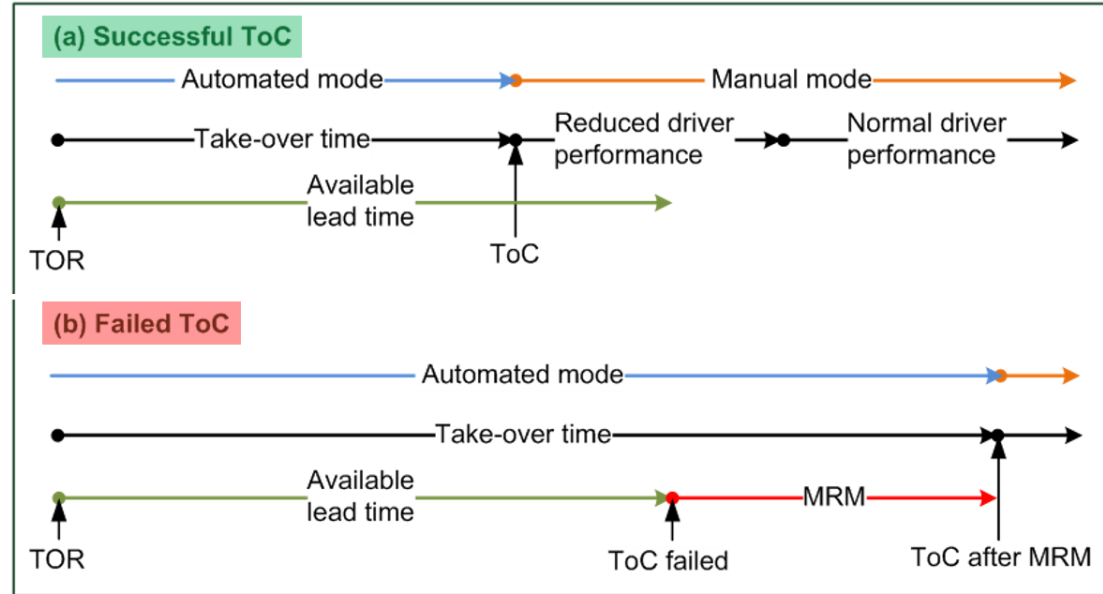 (a) Successful ToC
Automated mode
Manual mode
Take-over time
Reduced driver
performance
Normal driver
performance
Available
lead time
TOR
ToC
(b) Failed ToC
Automated mode
Take-over time
Available
lead time
MRM
TOR
ToC failed
ToC after MRM